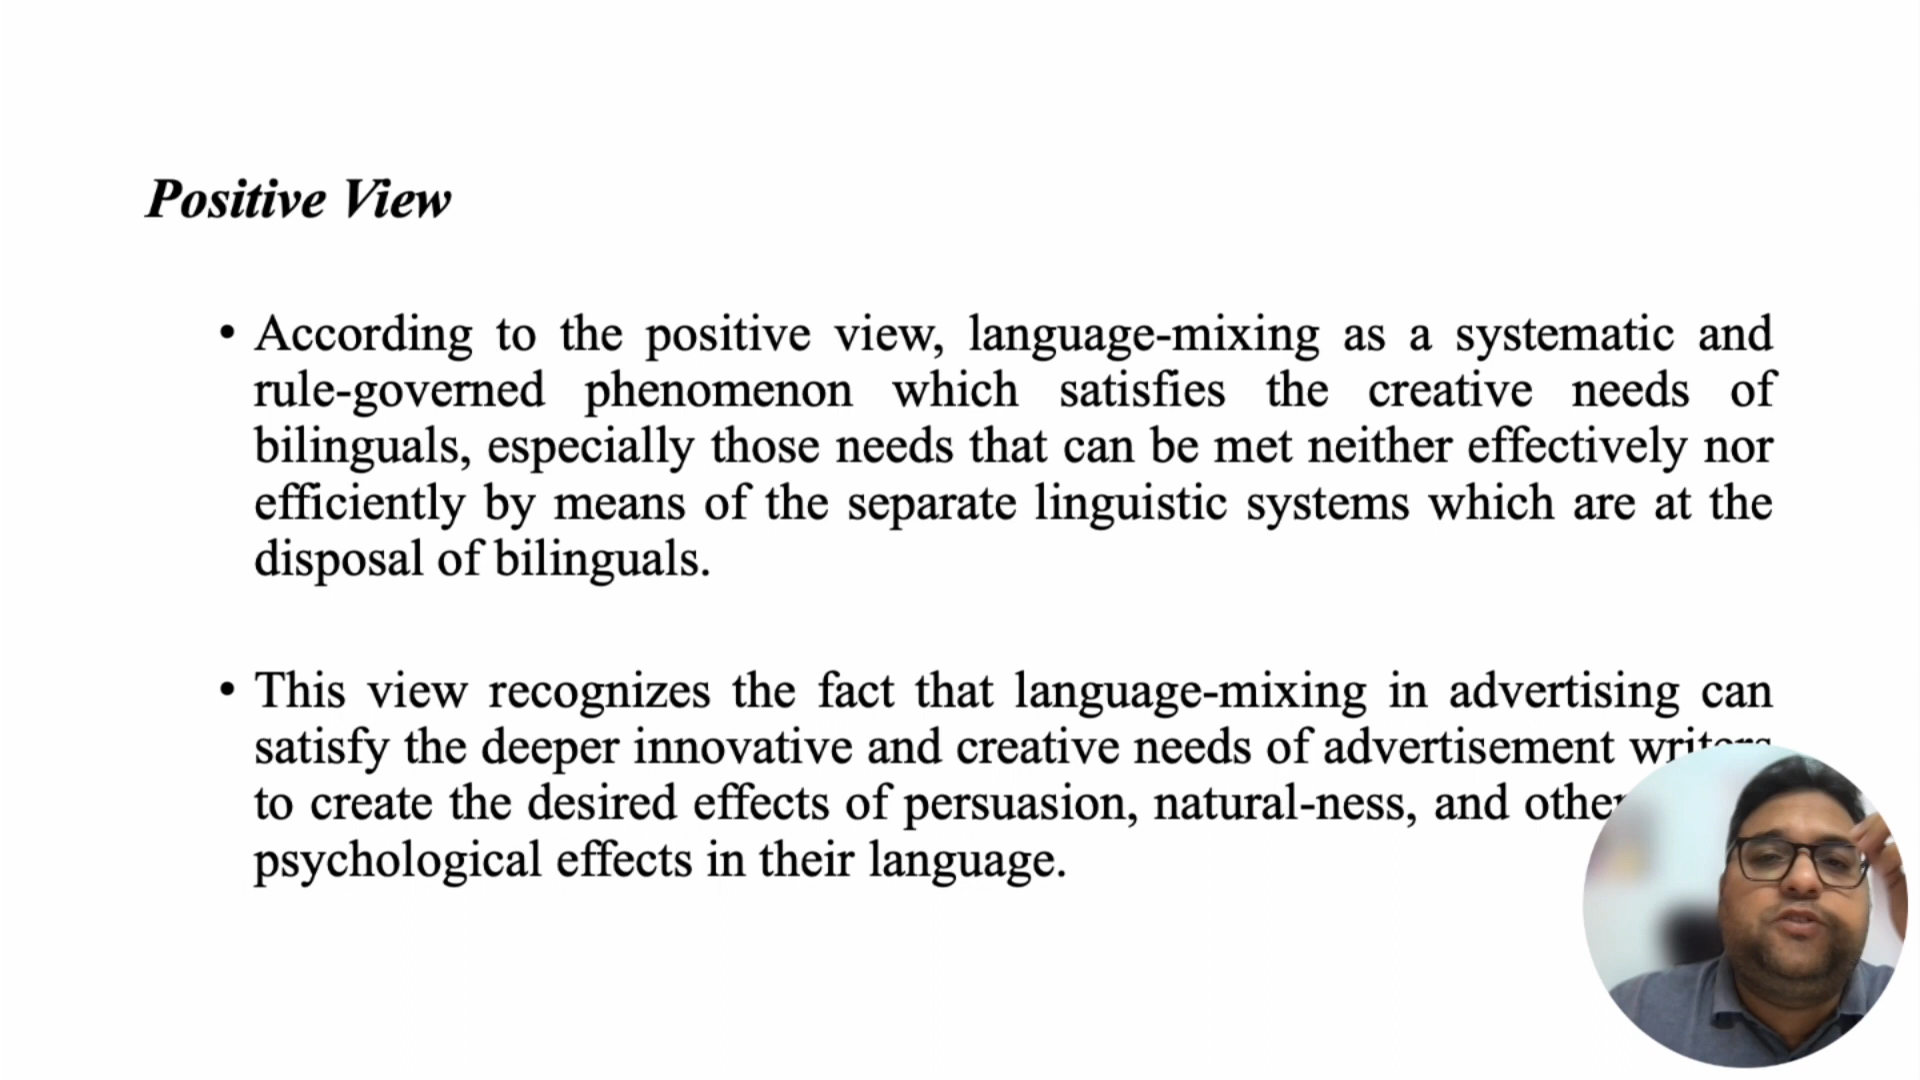 Positive View
• According to the positive view, language-mixing as a systematic and
rule-governed phenomenon which satisfies the creative needs of
bilinguals, especially those needs that can be met neither effectively nor
efficiently by means of the separate linguistic systems which are at the
disposal of bilinguals.
• This view recognizes the fact that language-mixing in advertising can
satisfy the deeper innovative and creative needs of advertisement writers
to create the desired effects of persuasion, natural-ness, and other
psychological effects in their language.